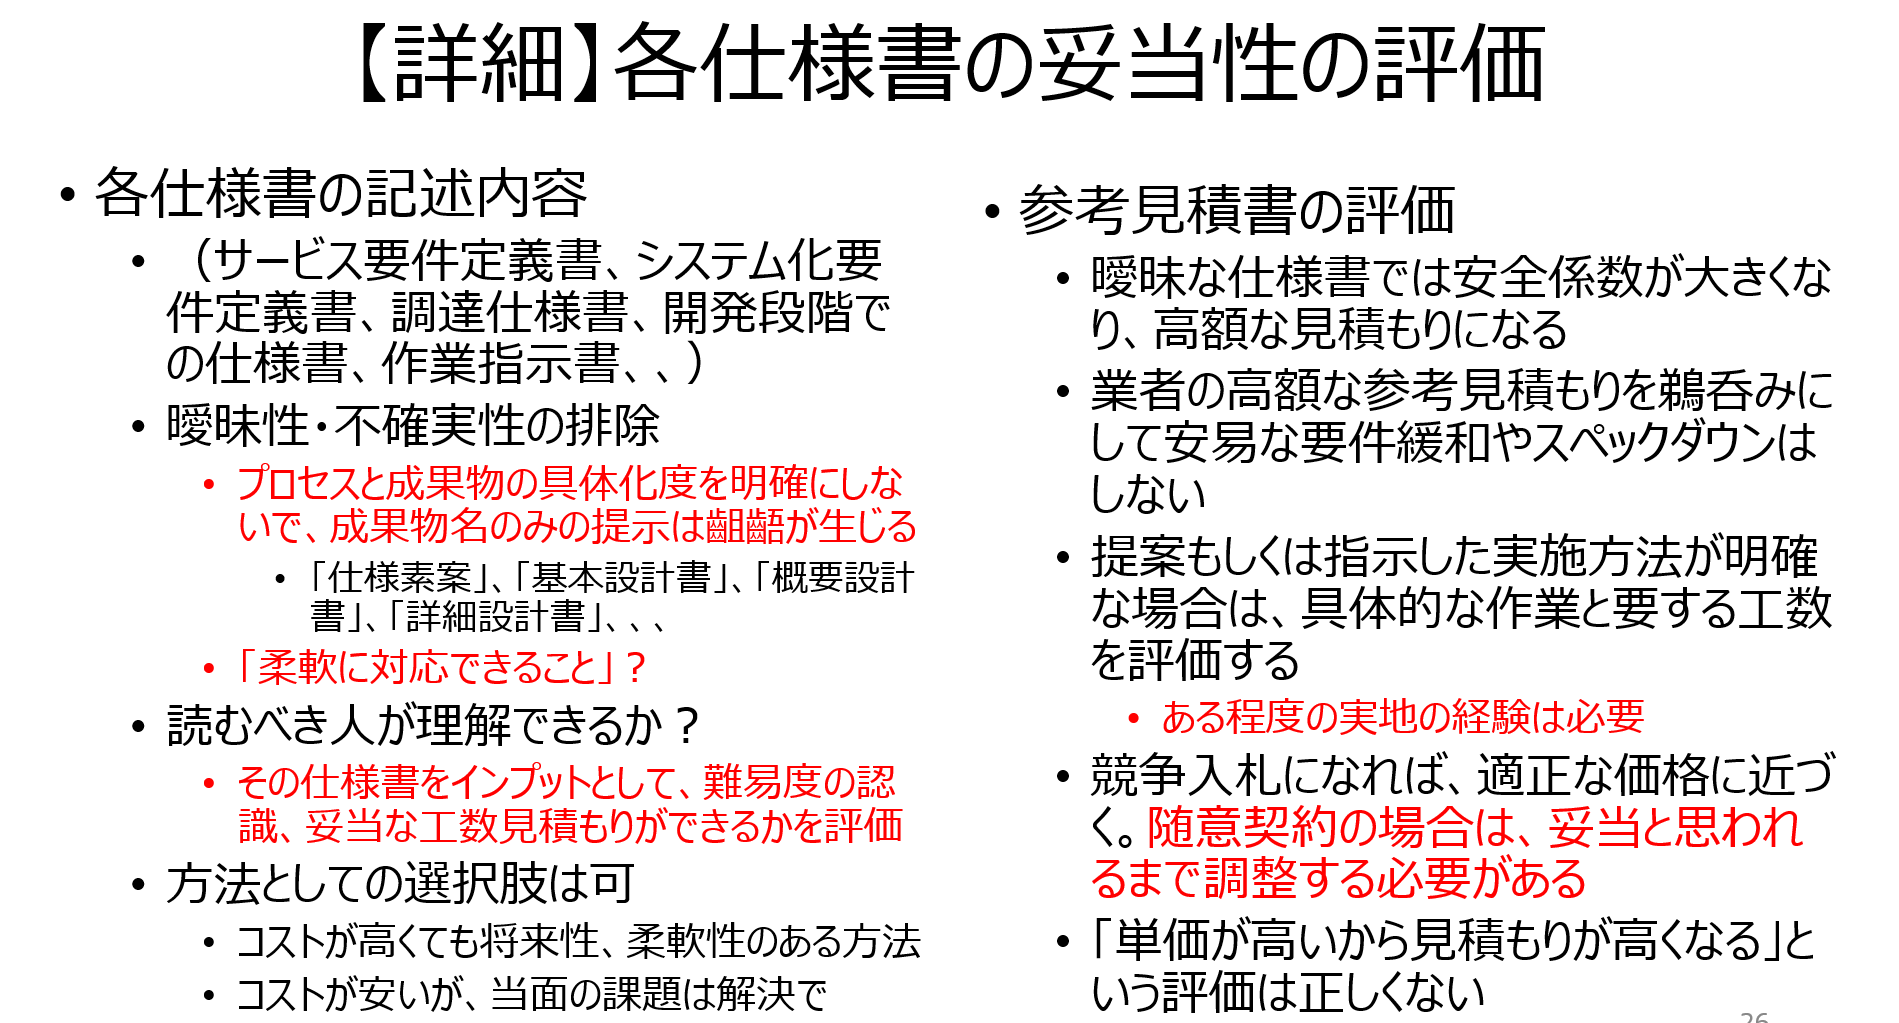 【詳細】各仕様書の妥当性の評価
• 各仕様書の記述内容
• （サービス要件定義書、システム化要
件定義書、調達仕様書、開発段階で
の仕様書、作業指示書、、）
• 曖昧性・不確実性の排除
• プロセスと成果物の具体化度を明確にしな
いで、成果物名のみの提示は齟齬が生じる
• 「仕様素案」、「基本設計書」、「概要設計
書」、「詳細設計書」、、、
• 「柔軟に対応できること」？
• 読むべき人が理解できるか？
• その仕様書をインプットとして、難易度の認
識、妥当な工数見積もりができるかを評価
• 方法としての選択肢は可
• コストが高くても将来性、柔軟性のある方法
• コストが安いが、当面の課題は解決で
• 参考見積書の評価
• 曖昧な仕様書では安全係数が大きくな
り、高額な見積もりになる
• 業者の高額な参考見積もりを鵜呑みに
して安易な要件緩和やスペックダウンは
しない
• 提案もしくは指示した実施方法が明確
な場合は、具体的な作業と要する工数
を評価する
• ある程度の実地の経験は必要
• 競争入札になれば、適正な価格に近づ
く。随意契約の場合は、妥当と思われ
るまで調整する必要がある
• 「単価が高いから見積もりが高くなる」と
いう評価は正しくない
26